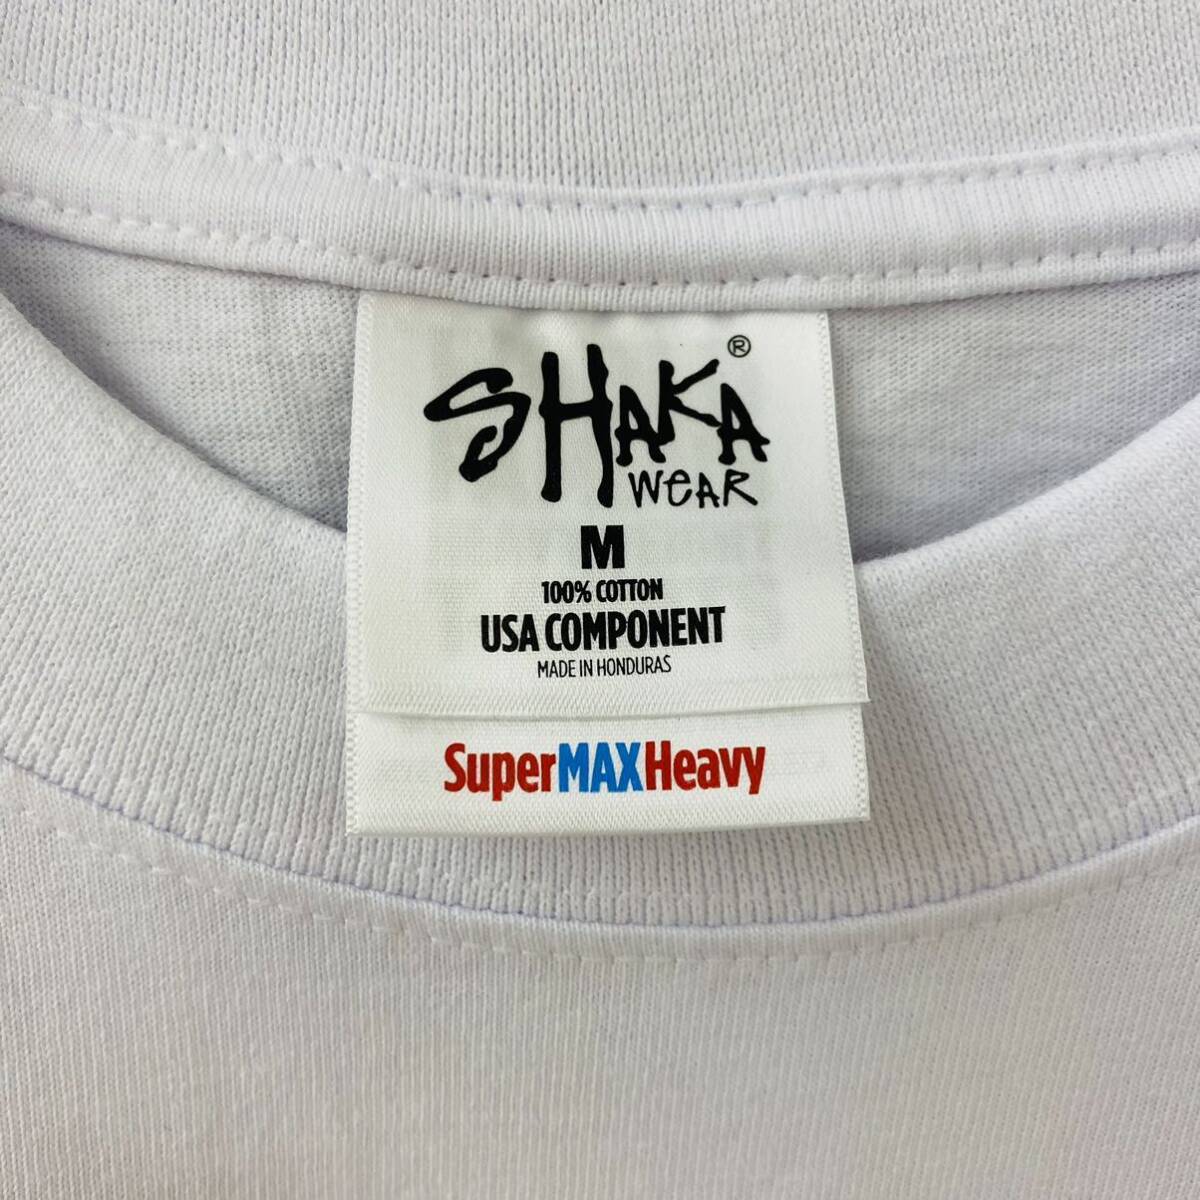 SHAKA®
WEAR
M
100% COTTON
USA COMPONENT
MADE IN HONDURAS
SuperMAXHeavy